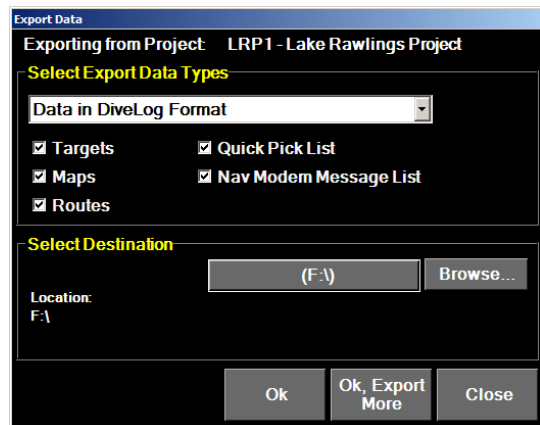 Export Data
Exporting from Project: LRP1 - Lake Rawlings Project
Select Export Data Types
Data in DiveLog Format
Targets Quick Pick List
Maps Nav Modem Message List
Routes
Select Destination
(F:\) Browse...
Location:
F:\
Ok Ok, Export More Close